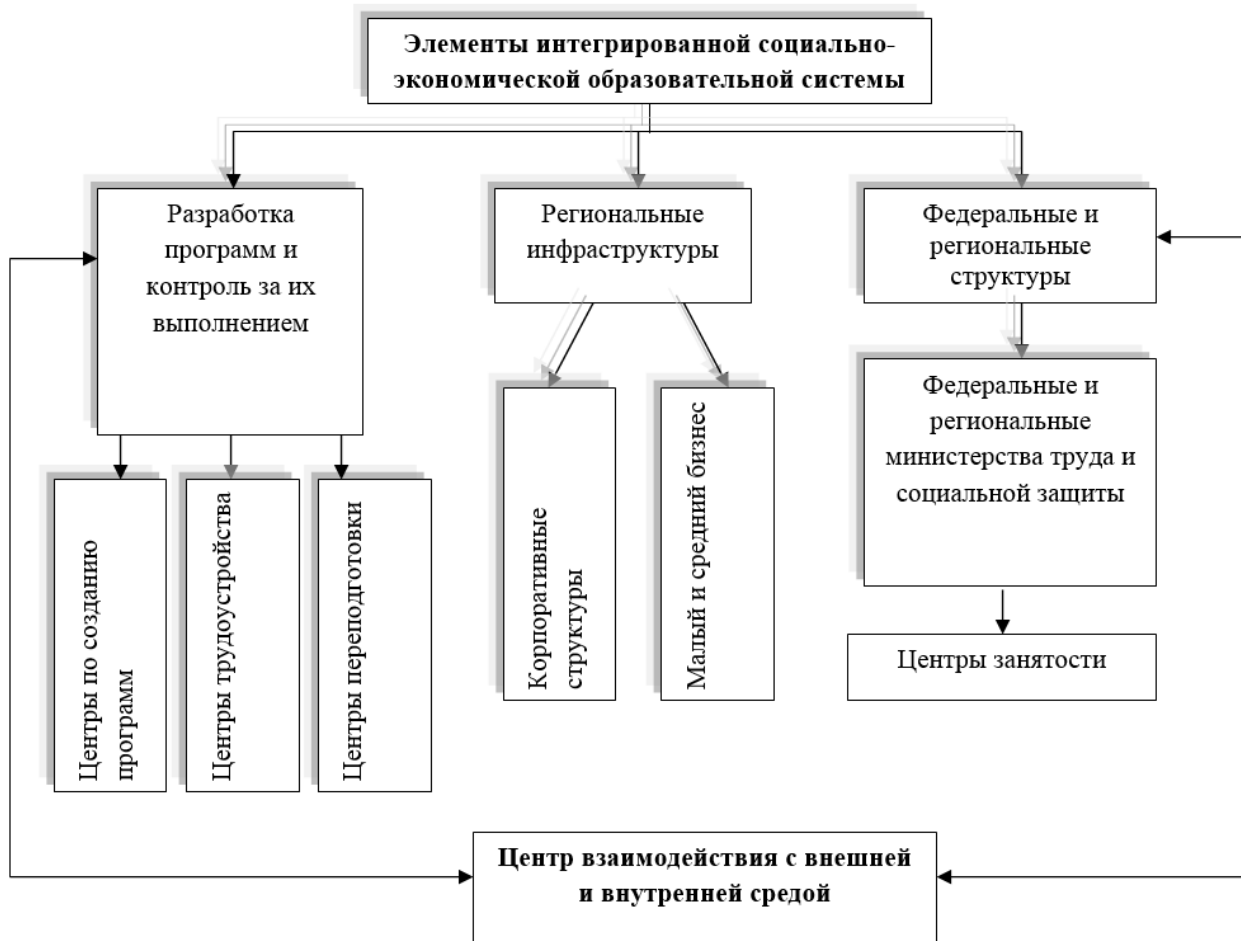 Элементы интегрированной социально-
экономической образовательной системы
Разработка
программ и
контроль за их
выполнением
Региональные
инфраструктуры
Федеральные и
региональные
структуры
Центры по созданию
программ
Центры трудоустройства
Центры переподготовки
Корпоративные
структуры
Малый и средний бизнес
Федеральные и
региональные
министерства труда и
социальной защиты
Центры занятости
Центр взаимодействия с внешней
и внутренней средой